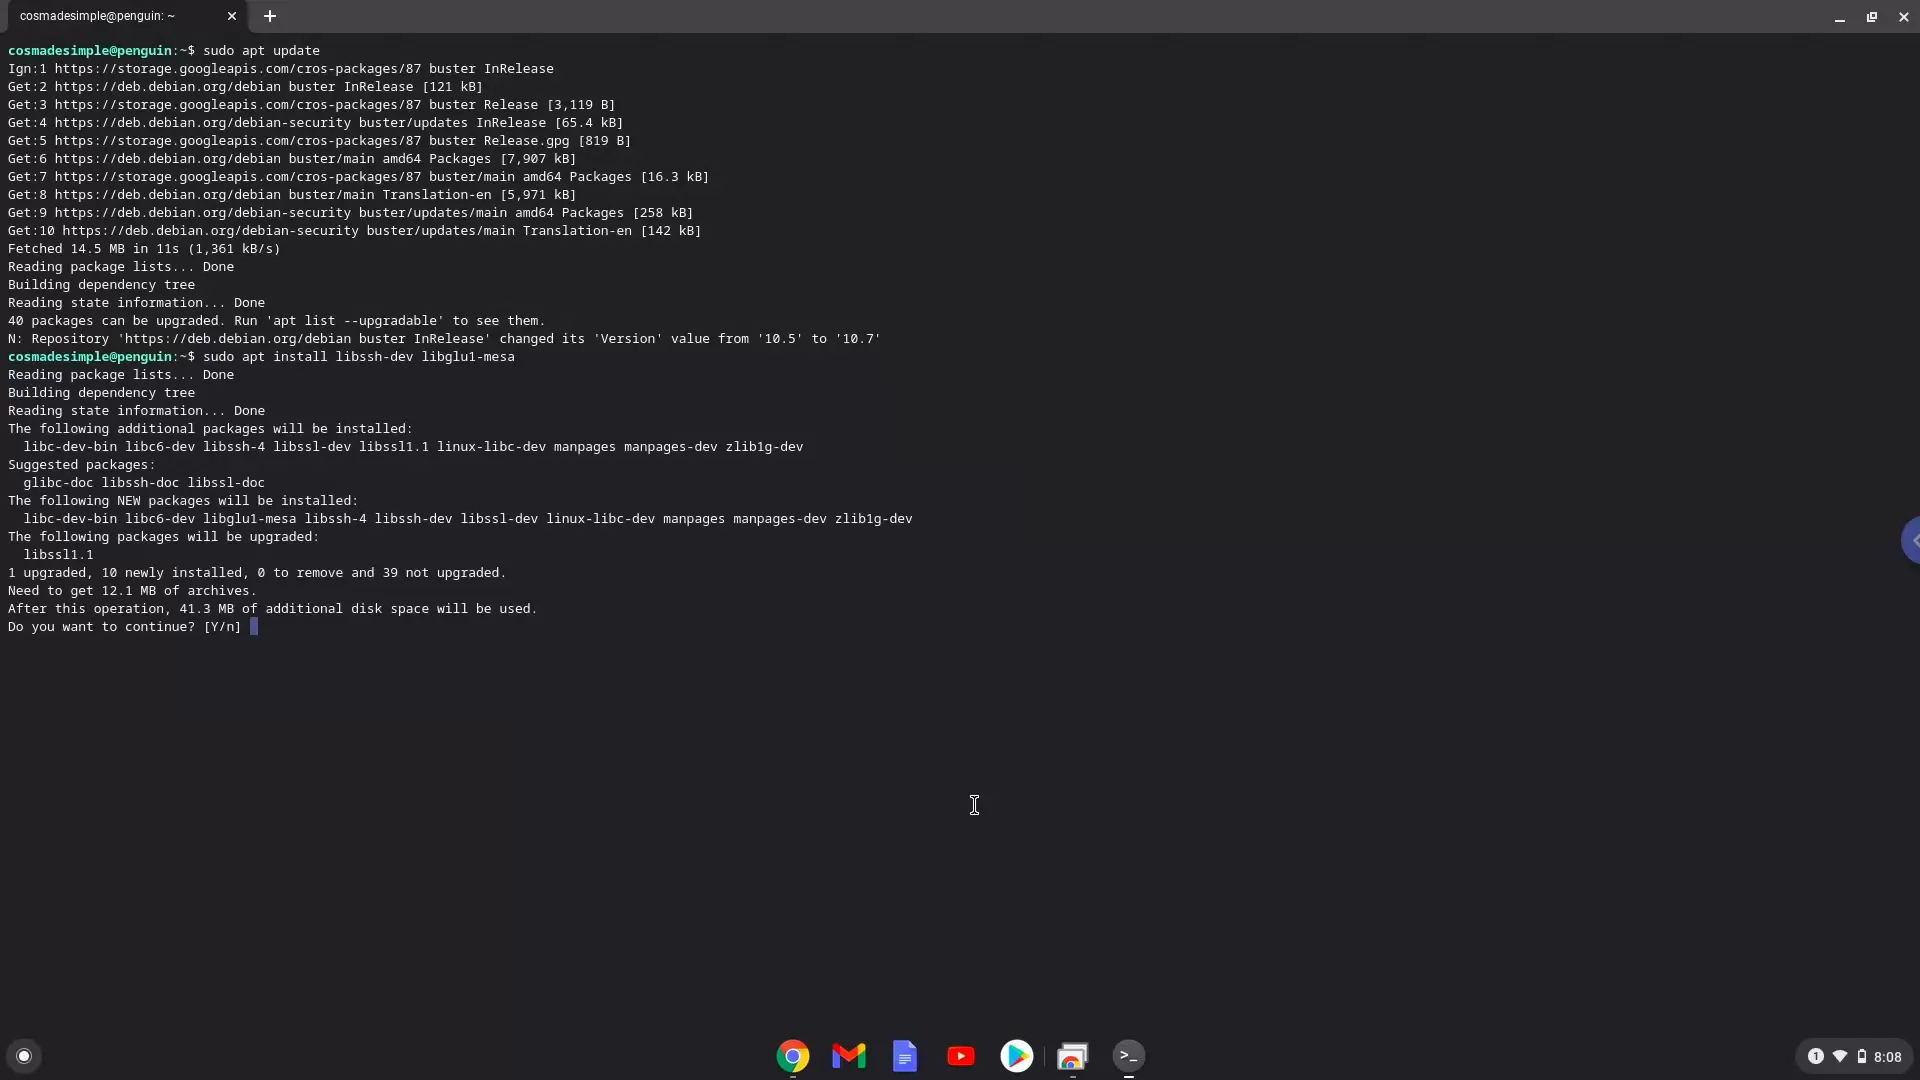 cosmadesimple@penguin: ~
cosmadesimple@penguin:~$ sudo apt update
Ign:1 https://storage.googleapis.com/cros-packages/87 buster InRelease
Get:2 https://deb.debian.org/debian buster InRelease [121 kB]
Get:3 https://storage.googleapis.com/cros-packages/87 buster Release [3,119 B]
Get:4 https://deb.debian.org/debian-security buster/updates InRelease [65.4 kB]
Get:5 https://storage.googleapis.com/cros-packages/87 buster Release.gpg [819 B]
Get:6 https://deb.debian.org/debian buster/main amd64 Packages [7,907 kB]
Get:7 https://storage.googleapis.com/cros-packages/87 buster/main amd64 Packages [16.3 kB]
Get:8 https://deb.debian.org/debian buster/main Translation-en [5,971 kB]
Get:9 https://deb.debian.org/debian-security buster/updates/main amd64 Packages [258 kB]
Get:10 https://deb.debian.org/debian-security buster/updates/main Translation-en [142 kB]
Fetched 14.5 MB in 11s (1,361 kB/s)
Reading package lists... Done
Building dependency tree
Reading state information... Done
40 packages can be upgraded. Run 'apt list --upgradable' to see them.
N: Repository 'https://deb.debian.org/debian buster InRelease' changed its 'Version' value from '10.5' to '10.7'
cosmadesimple@penguin:~$ sudo apt install libssh-dev libglu1-mesa
Reading package lists... Done
Building dependency tree
Reading state information... Done
The following additional packages will be installed:
  libc-dev-bin libc6-dev libssh-4 libssl-dev libssl1.1 linux-libc-dev manpages manpages-dev zlib1g-dev
Suggested packages:
  glibc-doc libssh-doc libssl-doc
The following NEW packages will be installed:
  libc-dev-bin libc6-dev libglu1-mesa libssh-4 libssh-dev libssl-dev linux-libc-dev manpages manpages-dev zlib1g-dev
The following packages will be upgraded:
  libssl1.1
1 upgraded, 10 newly installed, 0 to remove and 39 not upgraded.
Need to get 12.1 MB of archives.
After this operation, 41.3 MB of additional disk space will be used.
Do you want to continue? [Y/n]
>_
1 8:08